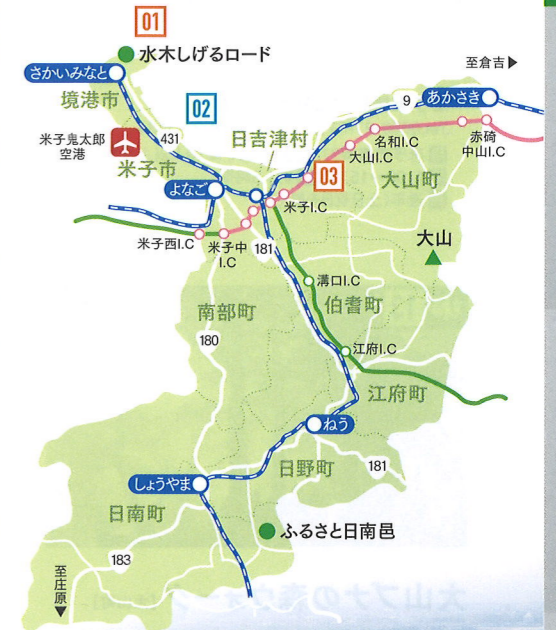 01
水木しげるロード
さかいみなと
境港市
至倉吉▶
02
9
あかさき
米子鬼太郎
空港
431
日吉津村
名和I.C
赤碕
中山I.C
大山I.C
米子市
03
大山町
よなご
米子I.C
米子西I.C
米子中
I.C
181
大山
溝口I.C
南部町
伯耆町
180
江府I.C
江府町
ねう
日野町
181
しょうやま
日南町
ふるさと日南邑
183
至庄原▼